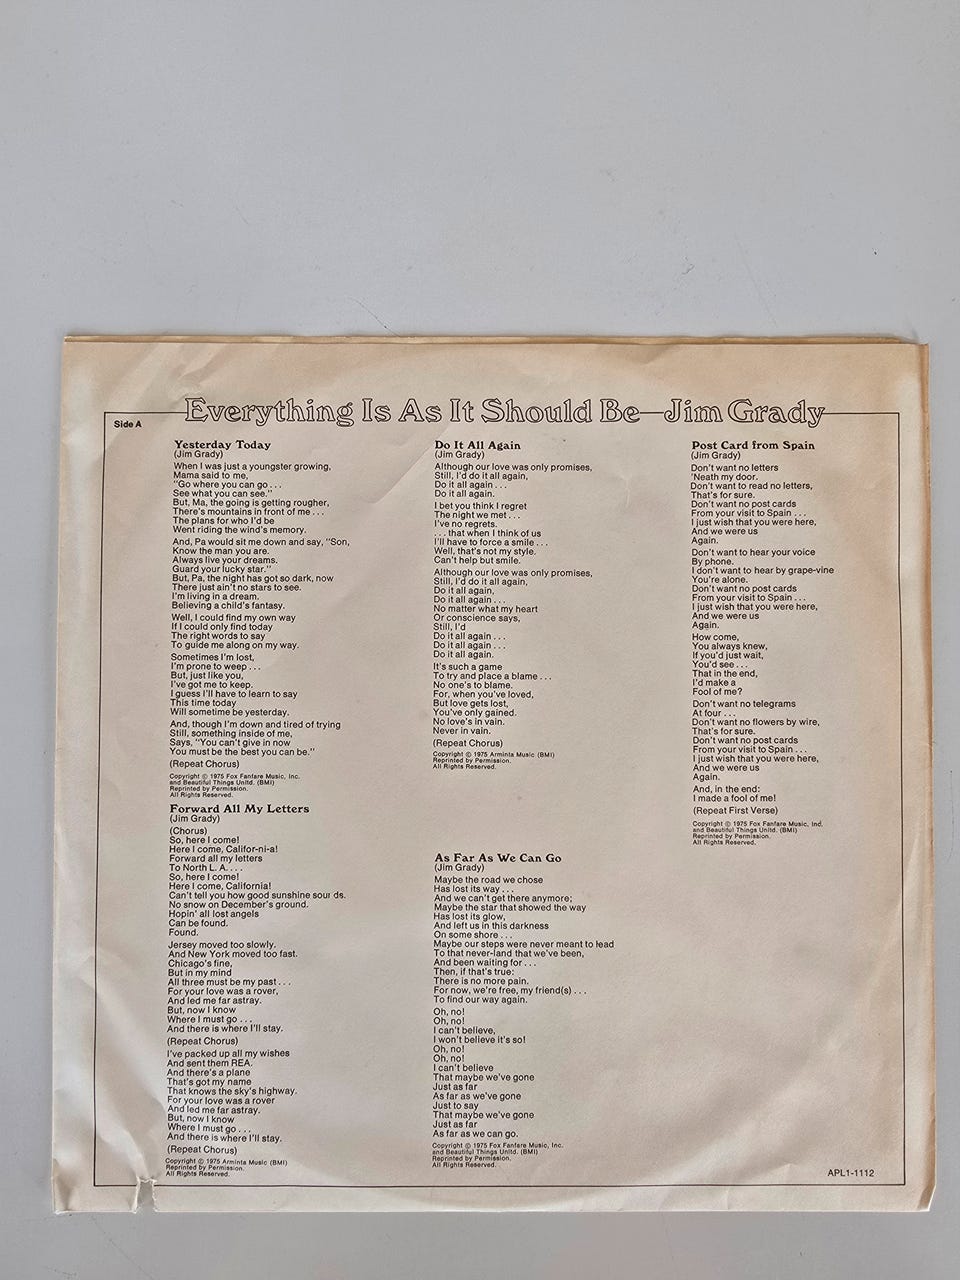 Everything Is As It Should Be—Jim Grady
Side A
Yesterday Today
(Jim Grady)
When I was just a youngster growing,
Mama said to me,
"Go where you can go . . .
See what you can see."
But, Ma, the going is getting rougher,
There's mountains in front of me . . .
The plans for who I'd be
Went riding the wind's memory.
And, Pa would sit me down and say, "Son,
Know the man you are.
Always live your dreams.
Guard your lucky star."
But, Pa, the night has got so dark, now
There just ain't no stars to see.
I'm living in a dream.
Believing a child's fantasy.
Well, I could find my own way
If I could only find today
The right words to say
To guide me along on my way.
Sometimes I'm lost,
I'm prone to weep . . .
But, just like you,
I've got me to keep.
I guess I'll have to learn to say
This time today
Will sometime be yesterday.
And, though I'm down and tired of trying
Still, something inside of me,
Says, "You can't give in now
You must be the best you can be."
(Repeat Chorus)
Copyright © 1975 Fox Fanfare Music, Inc.
and Beautiful Things Unltd. (BMI)
Reprinted by Permission.
All Rights Reserved.
Forward All My Letters
(Jim Grady)
(Chorus)
So, here I come!
Here I come, Califor-ni-a!
Forward all my letters
To North L. A. . . .
So, here I come!
Here I come, California!
Can't tell you how good sunshine sounds.
No snow on December's ground.
Hopin' all lost angels
Can be found.
Found.
Jersey moved too slowly.
And New York moved too fast.
Chicago's fine,
But in my mind
All three must be my past . . .
For your love was a rover,
And led me far astray.
But, now I know
Where I must go . . .
And there is where I'll stay.
(Repeat Chorus)
I've packed up all my wishes
And sent them REA.
And there's a plane
That's got my name
That knows the sky's highway.
For your love was a rover
And led me far astray.
But, now I know
Where I must go . . .
And there is where I'll stay.
(Repeat Chorus)
Copyright © 1975 Arminta Music (BMI)
Reprinted by Permission.
All Rights Reserved.
Do It All Again
(Jim Grady)
Although our love was only promises,
Still, I'd do it all again,
Do it all again . . .
Do it all again.
I bet you think I regret
The night we met . . .
I've no regrets.
. . . that when I think of us
I'll have to force a smile . . .
Well, that's not my style.
Can't help but smile.
Although our love was only promises,
Still, I'd do it all again,
Do it all again,
Do it all again . . .
No matter what my heart
Or conscience says,
Still, I'd
Do it all again . . .
Do it all again . . .
Do it all again.
It's such a game
To try and place a blame . . .
No one's to blame.
For, when you've loved,
But love gets lost,
You've only gained.
No love's in vain.
Never in vain.
(Repeat Chorus)
Copyright © 1975 Arminta Music (BMI)
Reprinted by Permission.
All Rights Reserved.
As Far As We Can Go
(Jim Grady)
Maybe the road we chose
Has lost its way . . .
And we can't get there anymore;
Maybe the star that showed the way
Has lost its glow,
And left us in this darkness
On some shore . . .
Maybe our steps were never meant to lead
To that never-land that we've been,
And been waiting for . . .
Then, if that's true:
There is no more pain.
For now, we're free, my friend(s) . . .
To find our way again.
Oh, no!
Oh, no!
I can't believe,
I won't believe it's so!
Oh, no!
Oh, no!
I can't believe
That maybe we've gone
Just as far
As far as we've gone
Just to say
That maybe we've gone
Just as far
As far as we can go.
Copyright © 1975 Fox Fanfare Music, Inc.
and Beautiful Things Unltd. (BMI)
Reprinted by Permission.
All Rights Reserved.
Post Card from Spain
(Jim Grady)
Don't want no letters
'Neath my door.
Don't want to read no letters,
That's for sure.
Don't want no post cards
From your visit to Spain . . .
I just wish that you were here,
And we were us
Again.
Don't want to hear your voice
By phone.
I don't want to hear by grape-vine
You're alone.
Don't want no post cards
From your visit to Spain . . .
I just wish that you were here,
And we were us
Again.
How come,
You always knew,
If you'd just wait,
You'd see . . .
That in the end,
I'd make a
Fool of me?
Don't want no telegrams
At four . . .
Don't want no flowers by wire,
That's for sure.
Don't want no post cards
From your visit to Spain . . .
I just wish that you were here,
And we were us
Again.
And, in the end:
I made a fool of me!
(Repeat First Verse)
Copyright © 1975 Fox Fanfare Music, Inc.
and Beautiful Things Unltd. (BMI)
Reprinted by Permission.
All Rights Reserved.
APL1-1112